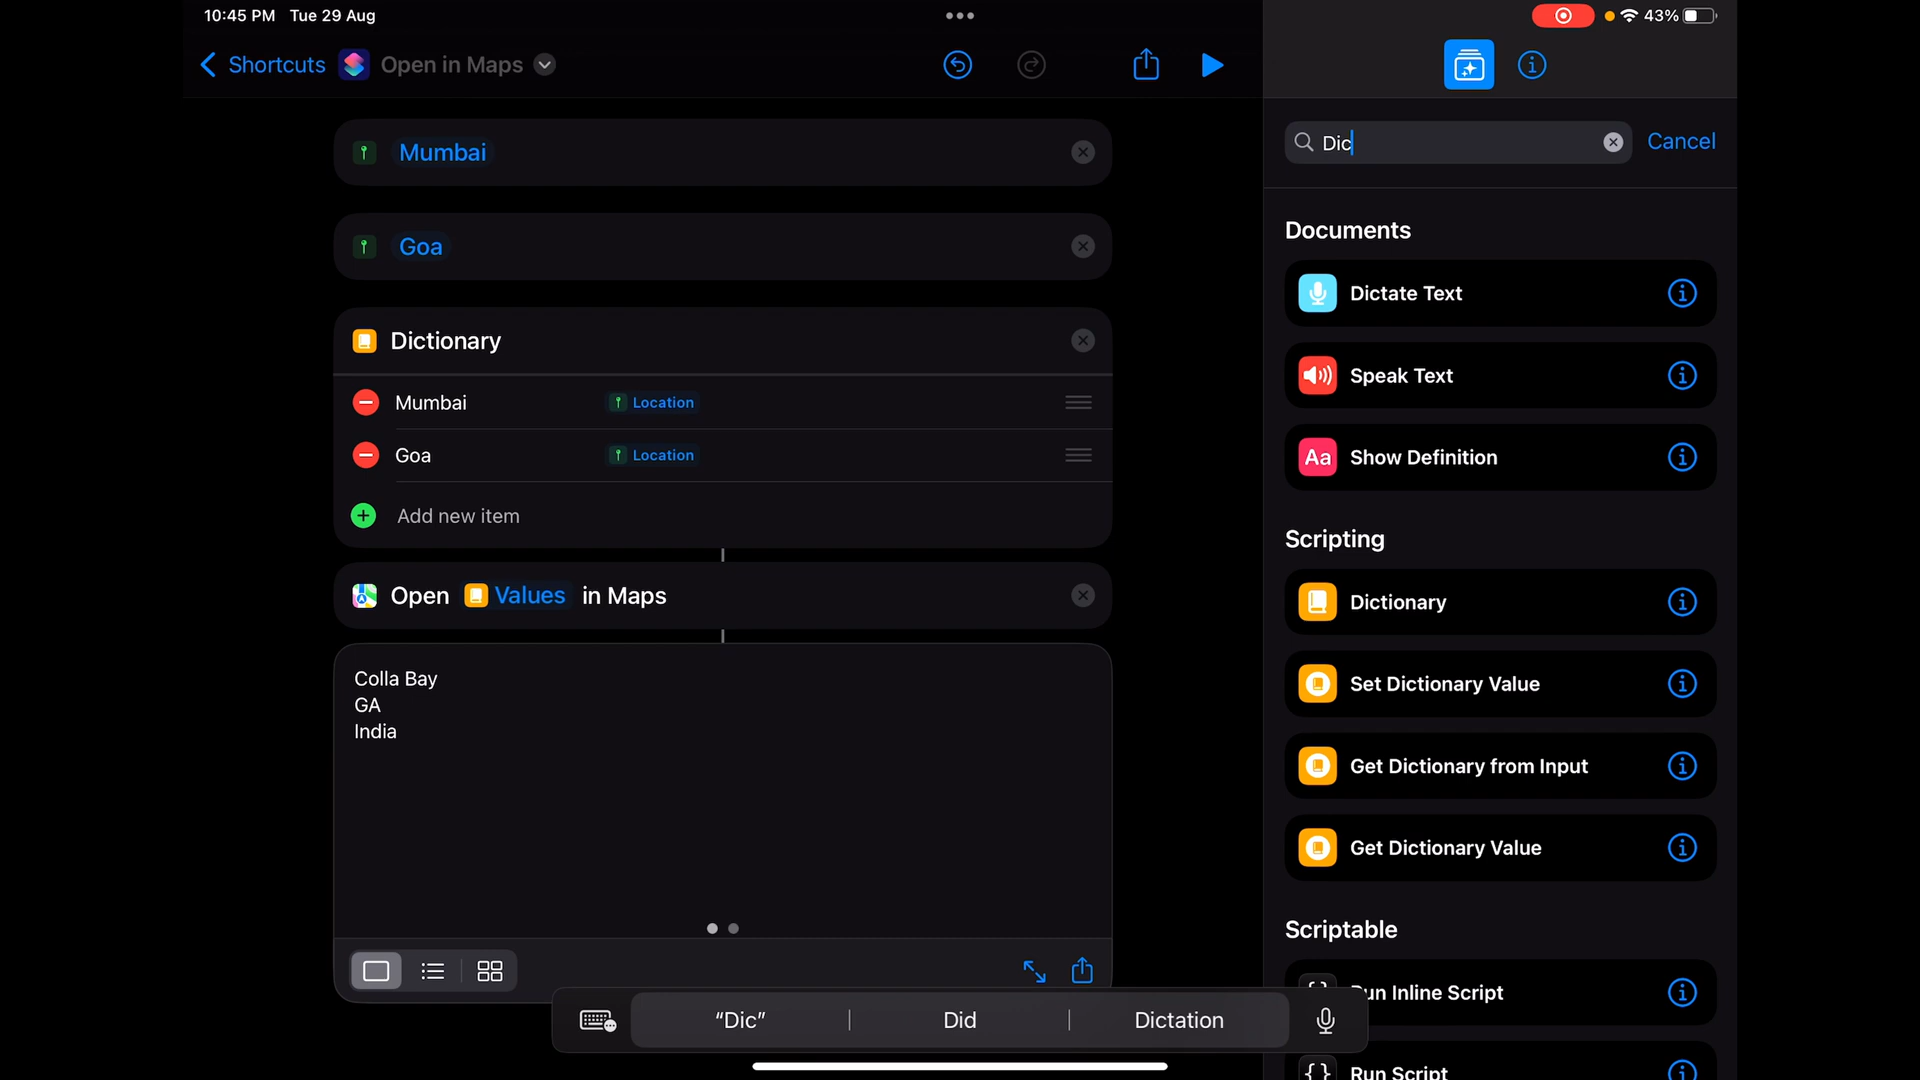 10:45 PM Tue 29 Aug
43%
Shortcuts Open in Maps
Mumbai
Goa
Dictionary
Mumbai Location
Goa Location
Add new item
Open Values in Maps
Colla Bay
GA
India
Dic Cancel
Documents
Dictate Text
Speak Text
Aa Show Definition
Scripting
Dictionary
Set Dictionary Value
Get Dictionary from Input
Get Dictionary Value
Scriptable
Run Inline Script
{} Run Script
“Dic” Did Dictation